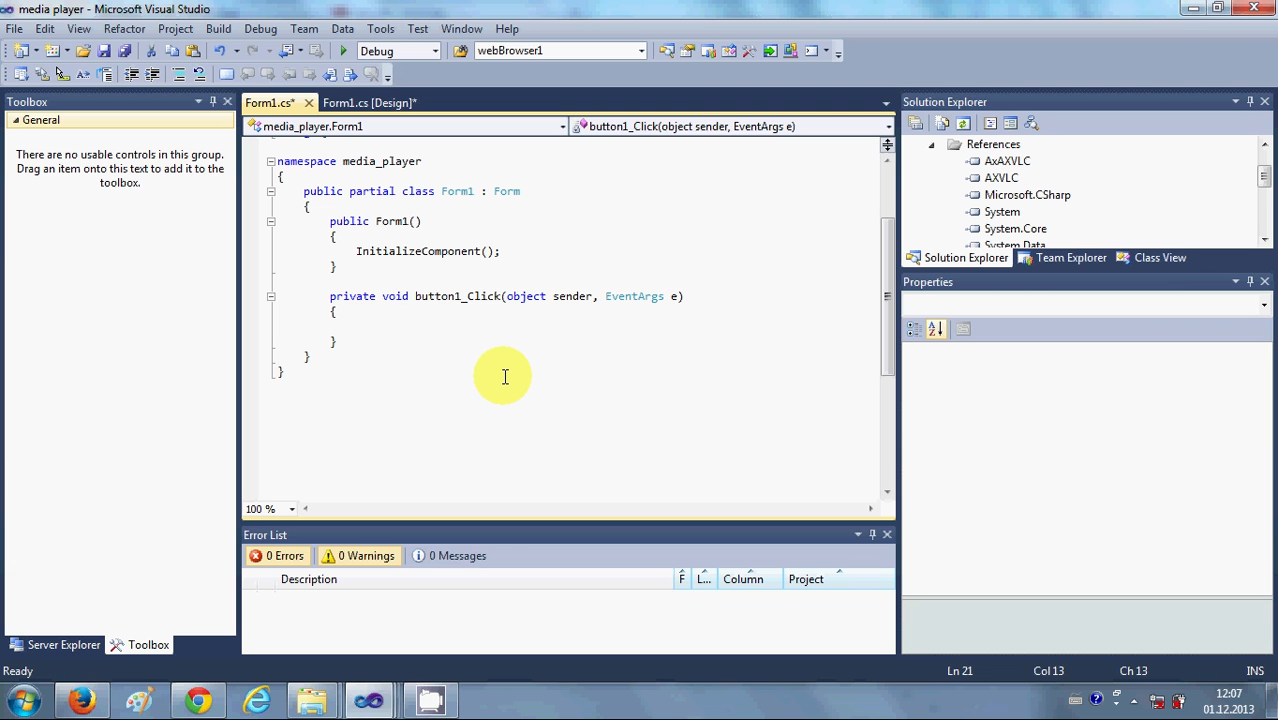 media player - Microsoft Visual Studio
File Edit View Refactor Project Build Debug Team Data Tools Test Window Help
Debug webBrowser1
Toolbox
General
There are no usable controls in this group.
Drag an item onto this text to add it to the
toolbox.
Server Explorer Toolbox
Form1.cs* Form1.cs [Design]*
media_player.Form1 button1_Click(object sender, EventArgs e)
namespace media_player
{
public partial class Form1 : Form
{
public Form1()
{
InitializeComponent();
}
private void button1_Click(object sender, EventArgs e)
{
}
}
}
100 %
Error List
0 Errors 0 Warnings 0 Messages
Description F L... Column Project
Solution Explorer
References
AxAXVLC
AXVLC
Microsoft.CSharp
System
System.Core
System.Data
Solution Explorer Team Explorer Class View
Properties
Ready Ln 21 Col 13 Ch 13 INS
12:07
01.12.2013